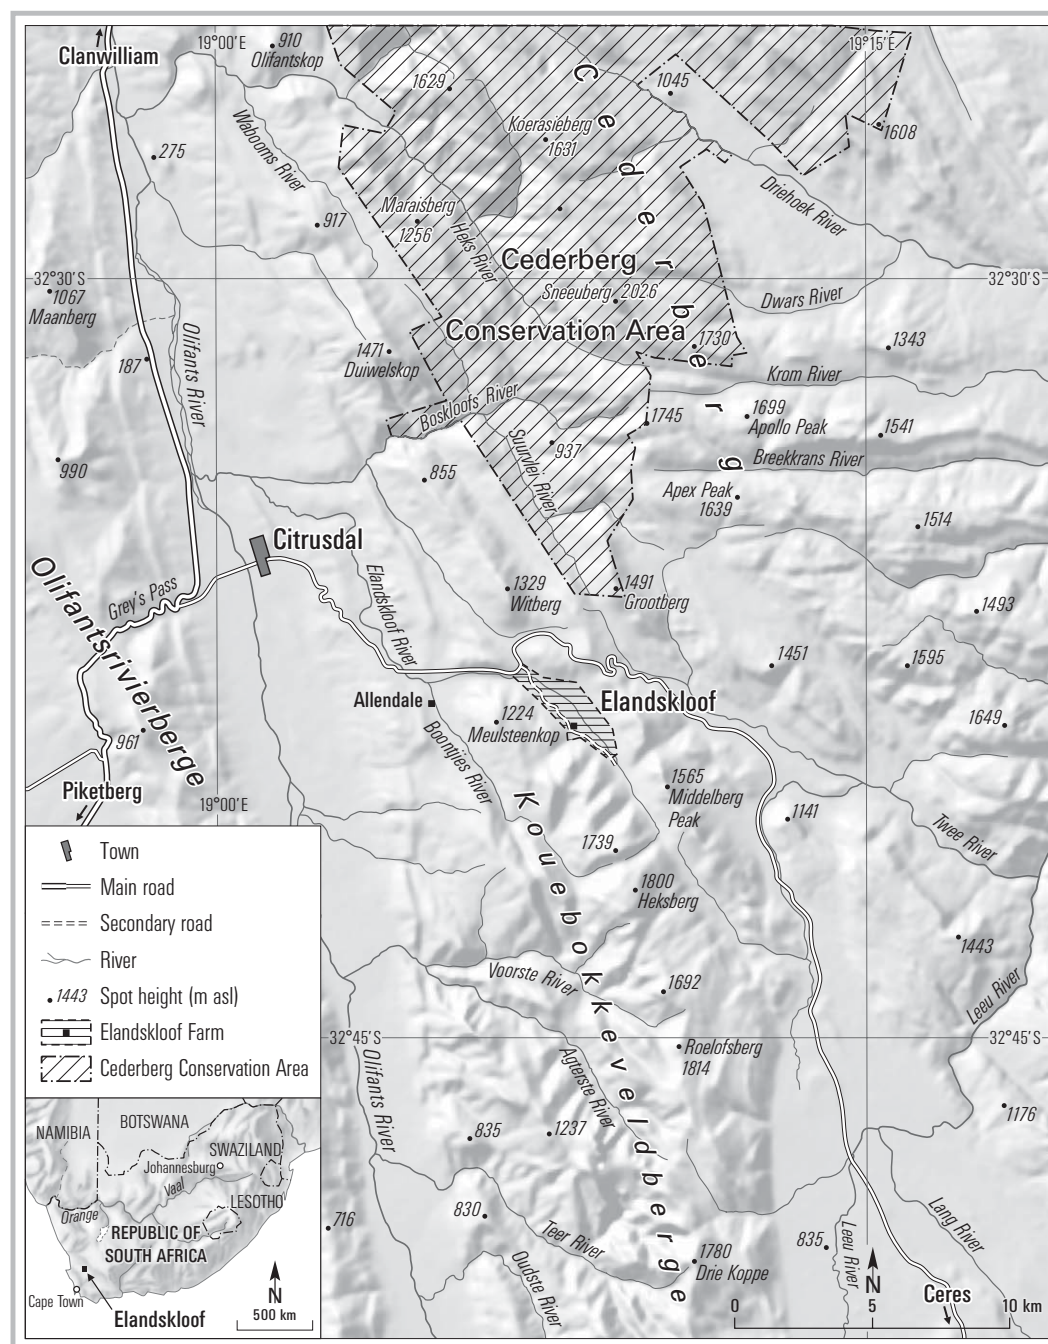 19°00'E
910
Olifantskop
19°15'E
Clanwilliam
1629
1045
Cederberg
Koerasieberg
1631
1608
Wabooms River
275
Driehoek River
Maraisberg
1256
917
Heks River
Cederberg
Conservation Area
32°30'S
32°30'S
Sneeuberg 2026
Dwars River
1067
Maanberg
Olifants River
187
1471
Duiwelskop
1730
1343
Krom River
Boskloofs River
1745
1699
Apollo Peak
1541
Suurvlei River
937
Breekkrans River
990
855
Apex Peak
1639
1514
Citrusdal
Grey's Pass
Elandskloof River
1329
Witberg
1491
Grootberg
1493
Olifantsrivierberge
1451
1595
Allendale
Elandskloof
1224
Meulsteenkop
1649
961
Boontjies River
Piketberg
19°00'E
1565
Middelberg
Peak
1141
Twee River
Kouebokkeveldberge
1739
1800
Heksberg
1443
Voorste River
1692
Leeu River
32°45'S
32°45'S
Roelofsberg
1814
Olifants River
Agterste River
1176
835
1237
830
716
Teer River
Oudste River
1780
Drie Koppe
835
Leeu River
Lang River
Ceres
N
0 5 10 km
Town
Main road
Secondary road
River
1443 Spot height (m asl)
Elandskloof Farm
Cederberg Conservation Area
NAMIBIA
BOTSWANA
SWAZILAND
Johannesburg
Vaal
LESOTHO
Orange
REPUBLIC OF
SOUTH AFRICA
Cape Town
Elandskloof
N
500 km